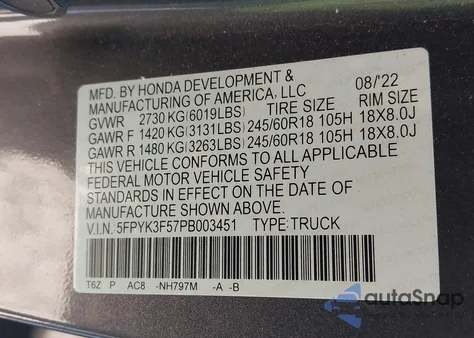 MFD. BY HONDA DEVELOPMENT & 08/'22
MANUFACTURING OF AMERICA, LLC
GVWR 2730 KG(6019LBS) TIRE SIZE RIM SIZE
GAWR F 1420 KG(3131LBS) 245/60R18 105H 18X8.0J
GAWR R 1480 KG(3263LBS) 245/60R18 105H 18X8.0J
THIS VEHICLE CONFORMS TO ALL APPLICABLE
FEDERAL MOTOR VEHICLE SAFETY
STANDARDS IN EFFECT ON THE DATE OF
MANUFACTURE SHOWN ABOVE.
V.I.N.:5FPYK3F57PB003451 TYPE:TRUCK
T6Z P AC8 -NH797M -A -B
autoSnap